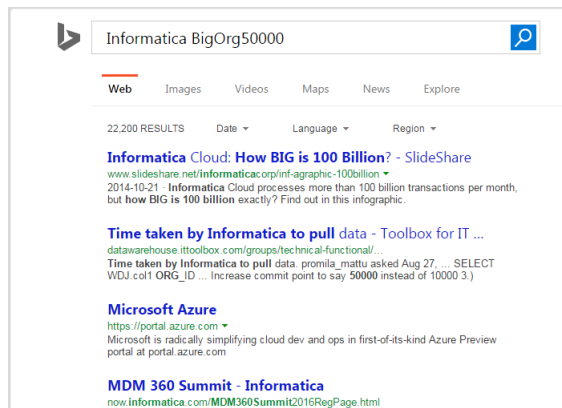 Informatica BigOrg50000
Web Images Videos Maps News Explore
22,200 RESULTS Date Language Region
Informatica Cloud: How BIG is 100 Billion? - SlideShare
www.slideshare.net/informaticacorp/inf-agraphic-100billion
2014-10-21 · Informatica Cloud processes more than 100 billion transactions per month,
but how BIG is 100 billion exactly? Find out in this infographic.
Time taken by Informatica to pull data - Toolbox for IT ...
datawarehouse.ittoolbox.com/groups/technical-functional/...
Time taken by Informatica to pull data. promila_mattu asked Aug 27, ... SELECT
WDJ.col1 ORG_ID ... Increase commit point to say 50000 instead of 10000 3.)
Microsoft Azure
https://portal.azure.com
Microsoft is radically simplifying cloud dev and ops in first-of-its-kind Azure Preview
portal at portal.azure.com
MDM 360 Summit - Informatica
now.informatica.com/MDM360Summit2016RegPage.html